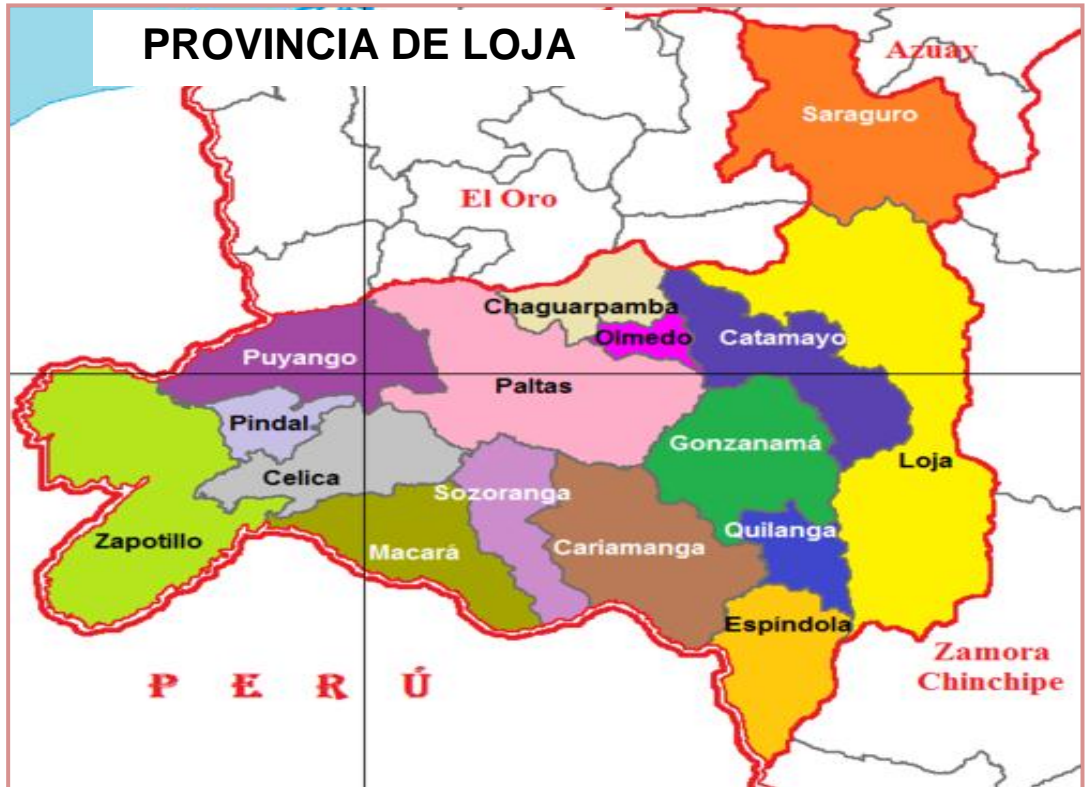 PROVINCIA DE LOJA
Azuay
Saraguro
El Oro
Chaguarpamba
Olmedo
Catamayo
Puyango
Paltas
Pindal
Gonzanamá
Loja
Celica
Sozoranga
Quilanga
Zapotillo
Macará
Cariamanga
Espíndola
Zamora
Chinchipe
PERÚ